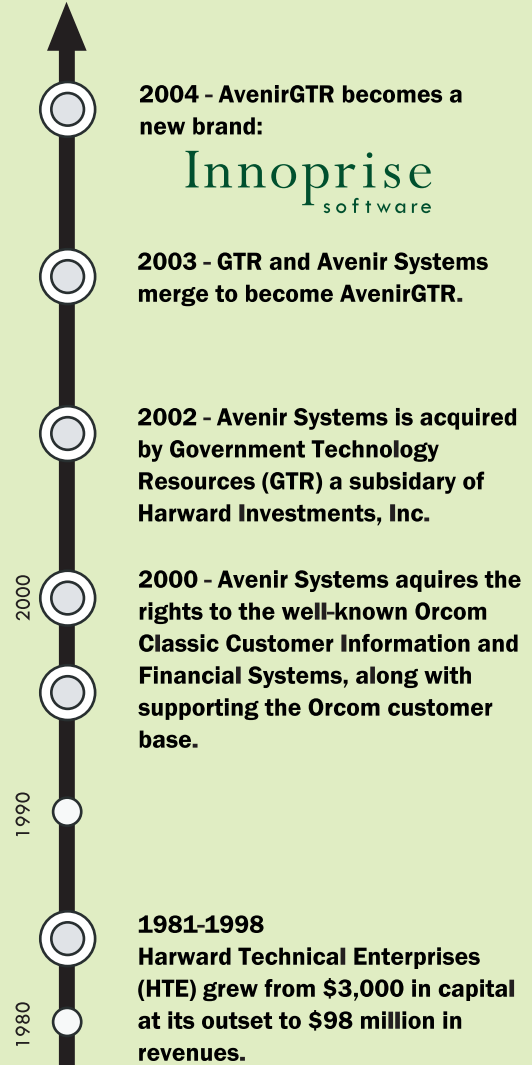 2004 - AvenirGTR becomes a
new brand:
Innoprise
software
2003 - GTR and Avenir Systems
merge to become AvenirGTR.
2002 - Avenir Systems is acquired
by Government Technology
Resources (GTR) a subsidary of
Harward Investments, Inc.
2000
2000 - Avenir Systems aquires the
rights to the well-known Orcom
Classic Customer Information and
Financial Systems, along with
supporting the Orcom customer
base.
1990
1981-1998
Harward Technical Enterprises
(HTE) grew from $3,000 in capital
at its outset to $98 million in
revenues.
1980